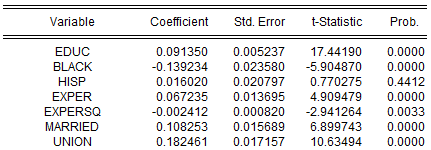 Variable Coefficient Std. Error t-Statistic Prob.
EDUC 0.091350 0.005237 17.44190 0.0000
BLACK -0.139234 0.023580 -5.904870 0.0000
HISP 0.016020 0.020797 0.770275 0.4412
EXPER 0.067235 0.013695 4.909479 0.0000
EXPERSQ -0.002412 0.000820 -2.941264 0.0033
MARRIED 0.108253 0.015689 6.899743 0.0000
UNION 0.182461 0.017157 10.63494 0.0000